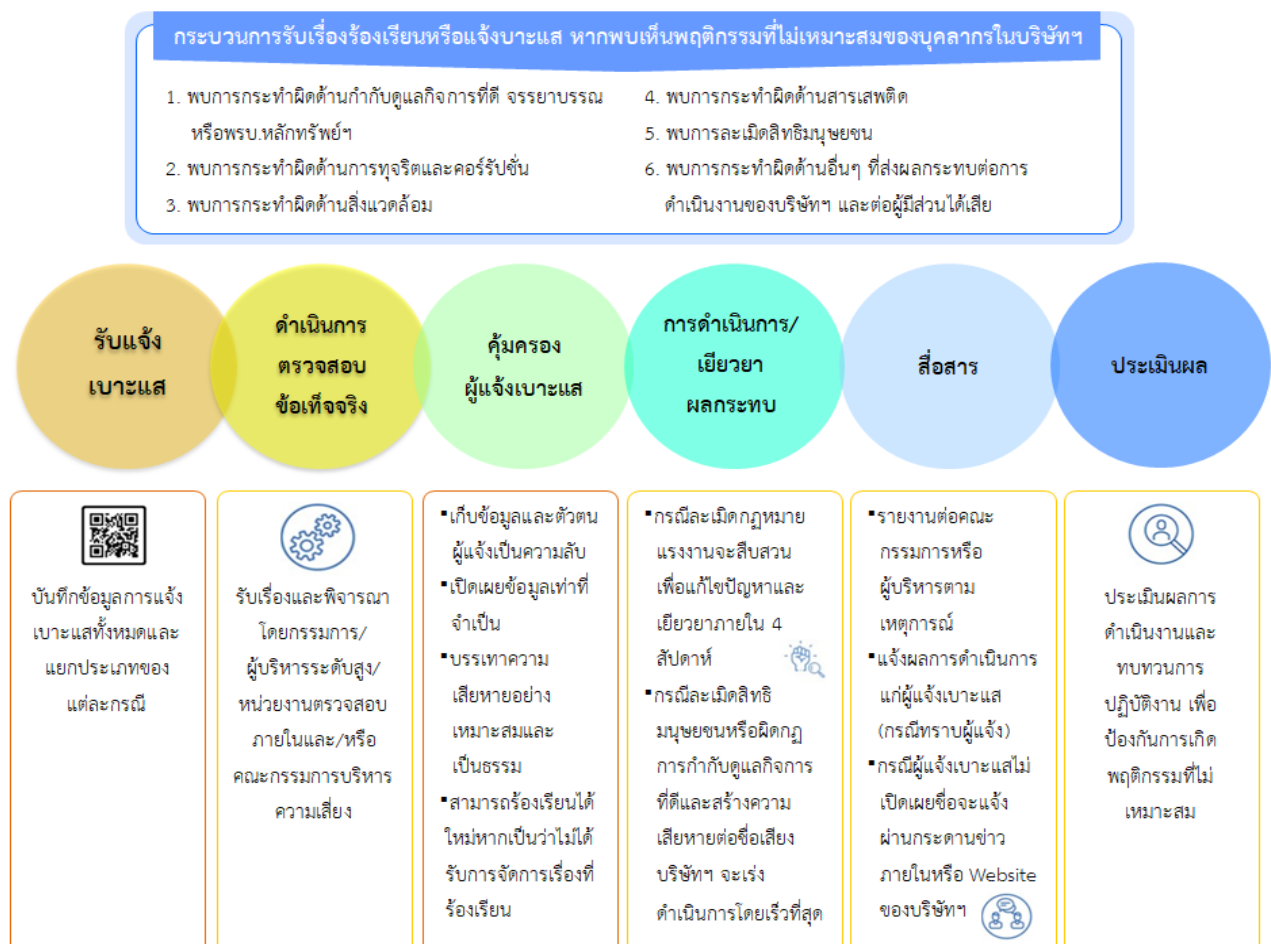 กระบวนการรับเรื่องร้องเรียนหรือแจ้งบาะแส หากพบเห็นพฤติกรรมที่ไม่เหมาะสมของบุคลากรในบริษัทฯ
1. พบการกระทำผิดด้านกำกับดูแลกิจการที่ดี จรรยาบรรณ
หรือพรบ.หลักทรัพย์ฯ
2. พบการกระทำผิดด้านการทุจริตและคอร์รัปชั่น
3. พบการกระทำผิดด้านสิ่งแวดล้อม
4. พบการกระทำผิดด้านสารเสพติด
5. พบการละเมิดสิทธิมนุษยชน
6. พบการกระทำผิดด้านอื่นๆ ที่ส่งผลกระทบต่อการ
ดำเนินงานของบริษัทฯ และต่อผู้มีส่วนได้เสีย
รับแจ้ง
เบาะแส
ดำเนินการ
ตรวจสอบ
ข้อเท็จจริง
คุ้มครอง
ผู้แจ้งเบาะแส
การดำเนินการ/
เยียวยา
ผลกระทบ
สื่อสาร
ประเมินผล
บันทึกข้อมูลการแจ้ง
เบาะแสทั้งหมดและ
แยกประเภทของ
แต่ละกรณี
รับเรื่องและพิจารณา
โดยกรรมการ/
ผู้บริหารระดับสูง/
หน่วยงานตรวจสอบ
ภายในและ/หรือ
คณะกรรมการบริหาร
ความเสี่ยง
▪เก็บข้อมูลและตัวตน
ผู้แจ้งเป็นความลับ
▪เปิดเผยข้อมูลเท่าที่
จำเป็น
▪บรรเทาความ
เสียหายอย่าง
เหมาะสมและ
เป็นธรรม
▪สามารถร้องเรียนได้
ใหม่หากเป็นว่าไม่ได้
รับการจัดการเรื่องที่
ร้องเรียน
▪กรณีละเมิดกฎหมาย
แรงงานจะสืบสวน
เพื่อแก้ไขปัญหาและ
เยียวยาภายใน 4
สัปดาห์
▪กรณีละเมิดสิทธิ
มนุษยชนหรือผิดกฎ
การกำกับดูแลกิจการ
ที่ดีและสร้างความ
เสียหายต่อชื่อเสียง
บริษัทฯ จะเร่ง
ดำเนินการโดยเร็วที่สุด
▪รายงานต่อคณะ
กรรมการหรือ
ผู้บริหารตาม
เหตุการณ์
▪แจ้งผลการดำเนินการ
แก่ผู้แจ้งเบาะแส
(กรณีทราบผู้แจ้ง)
▪กรณีผู้แจ้งเบาะแสไม่
เปิดเผยชื่อจะแจ้ง
ผ่านกระดานข่าว
ภายในหรือ Website
ของบริษัทฯ
ประเมินผลการ
ดำเนินงานและ
ทบทวนการ
ปฏิบัติงาน เพื่อ
ป้องกันการเกิด
พฤติกรรมที่ไม่
เหมาะสม